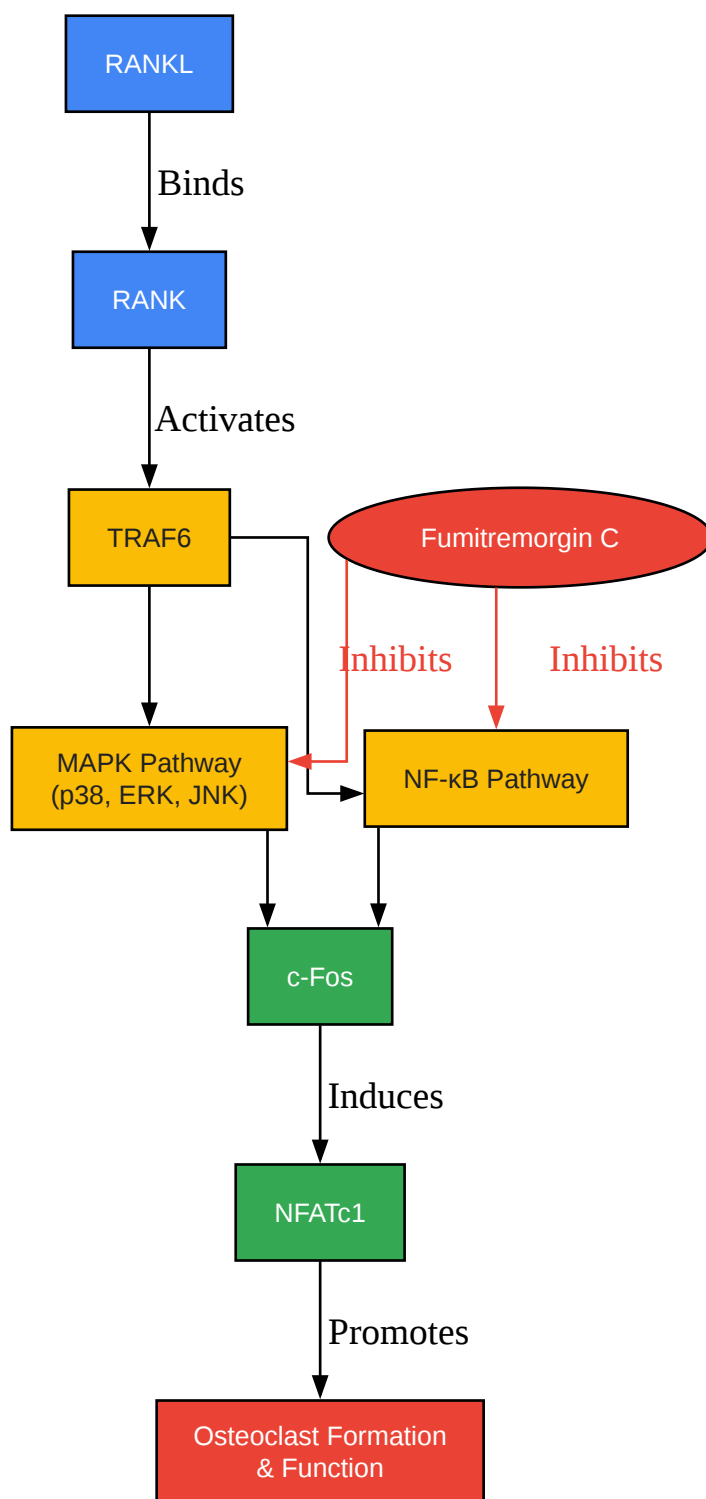 RANKL
Binds
RANK
Activates
TRAF6
Fumitremorgin C
Inhibits
Inhibits
MAPK Pathway
(p38, ERK, JNK)
NF-κB Pathway
c-Fos
Induces
NFATc1
Promotes
Osteoclast Formation
& Function